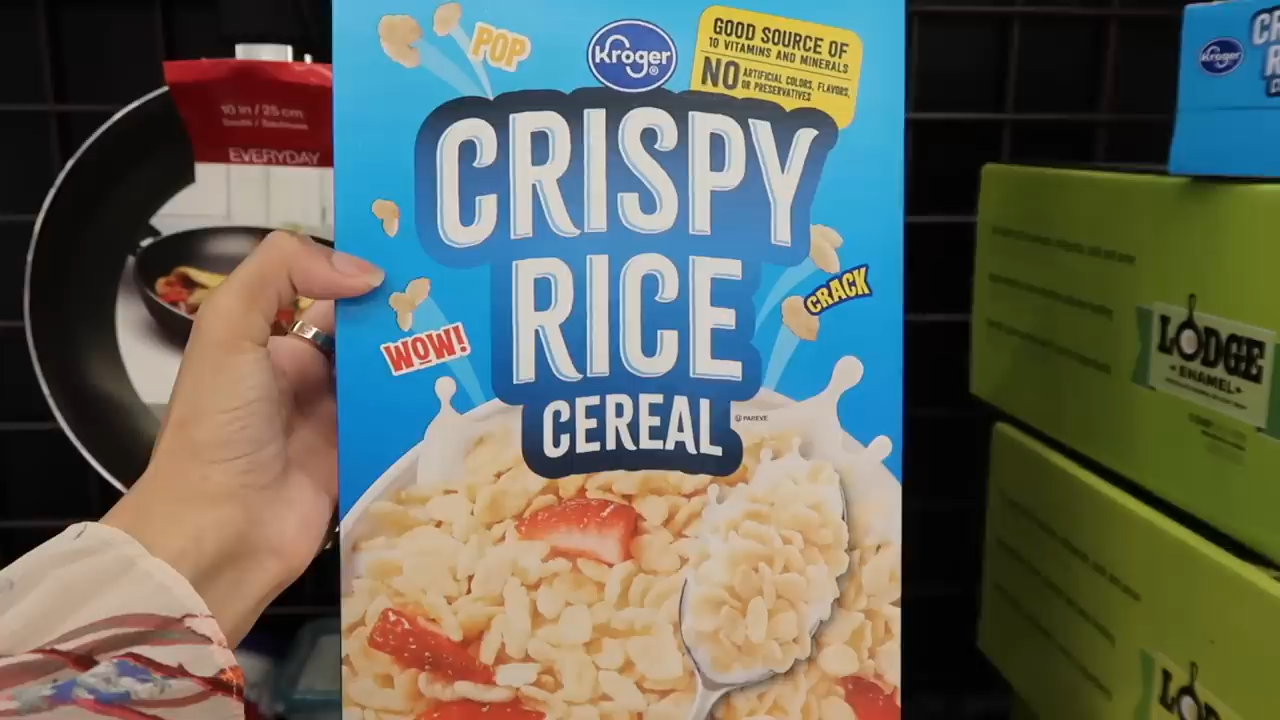 10 in / 25 cm
EVERYDAY
POP
Kroger®
GOOD SOURCE OF
10 VITAMINS AND MINERALS
NO ARTIFICIAL COLORS, FLAVORS,
OR PRESERVATIVES
CRISPY
RICE
CEREAL
WOW!
CRACK
PAREVE
Kroger
LODGE
ENAMEL